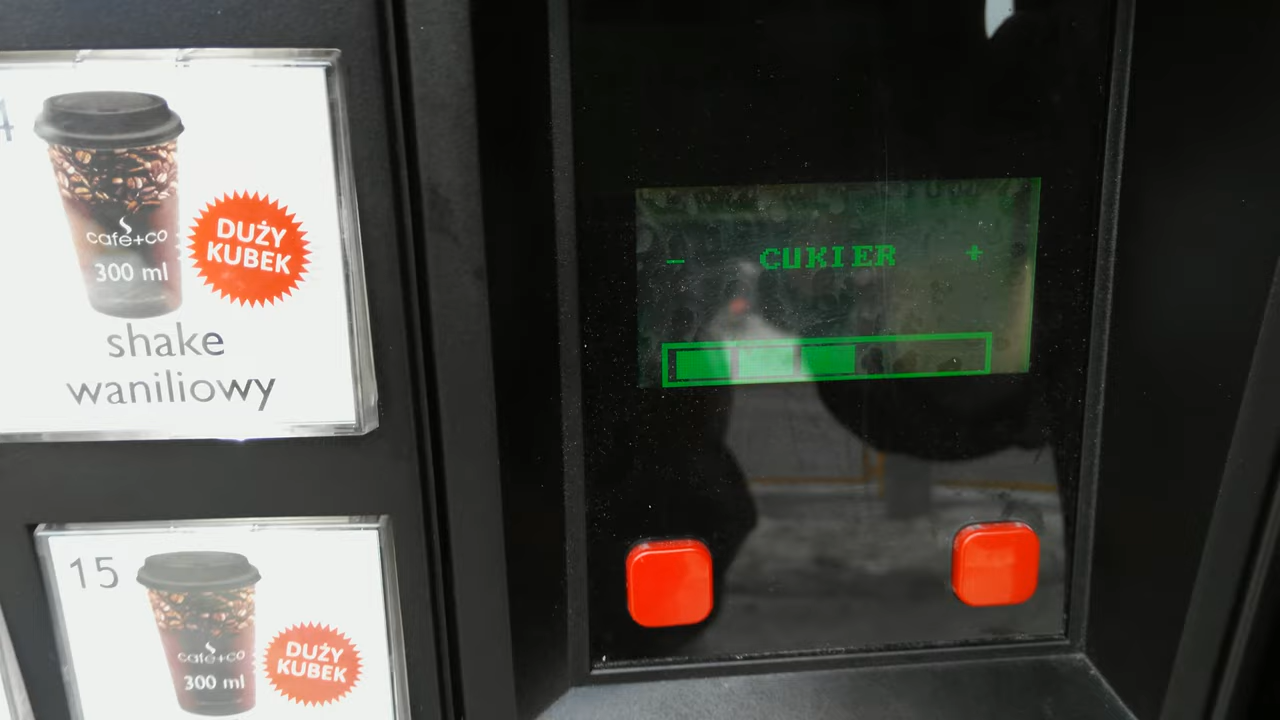 4
DUŻY
KUBEK
café+co
300 ml
shake
waniliowy
- CUKIER +
15
DUŻY
KUBEK
café+co
300 ml